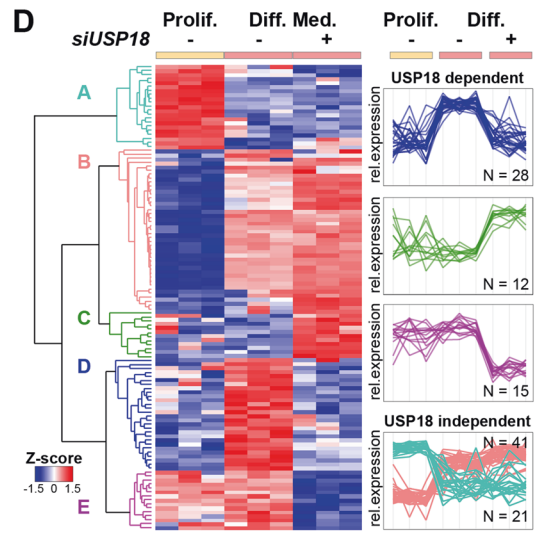 D
Prolif. Diff. Med.
siUSP18 - - +
A
B
C
D
E
Z-score
-1.5 0 1.5
Prolif. Diff.
- - +
USP18 dependent
rel.expression
N = 28
rel.expression
N = 12
rel.expression
N = 15
USP18 independent
rel.expression
N = 41
N = 21